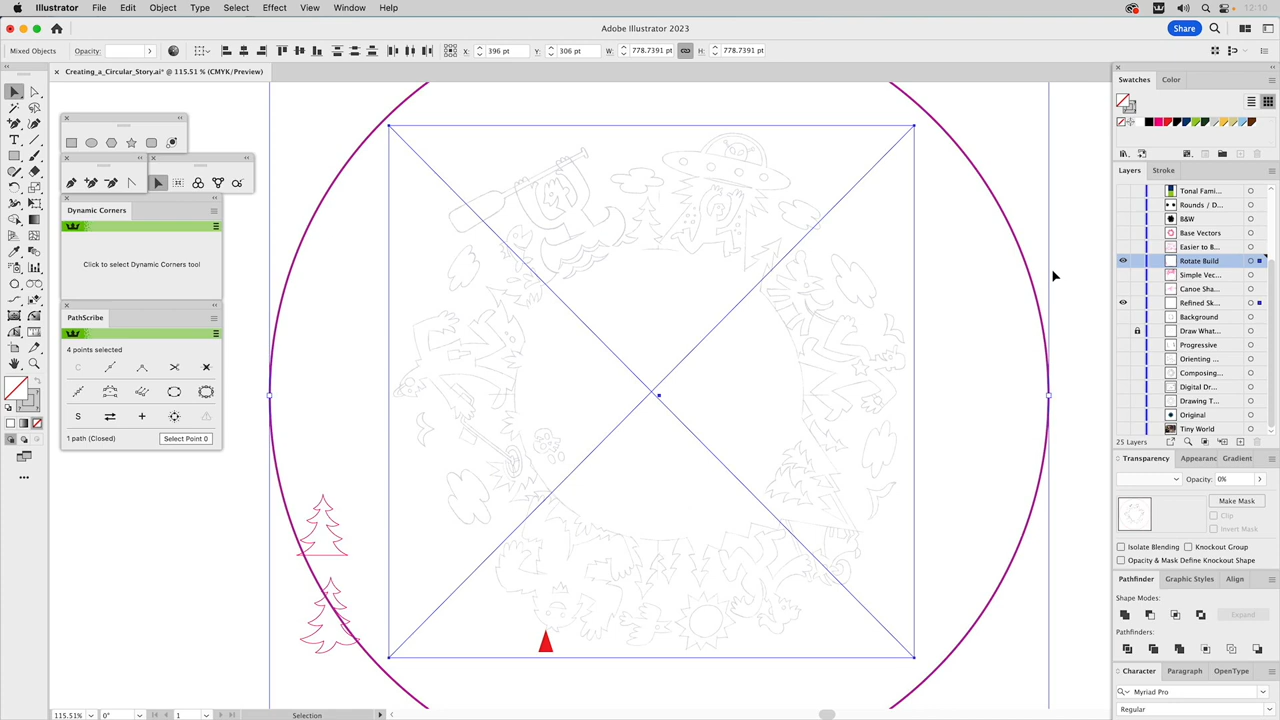 Illustrator File Edit Object Type Select Effect View Window Help 12:10
Adobe Illustrator 2023
Share
Mixed Objects Opacity: X: 396 pt Y: 306 pt W: 778.7391 pt H: 778.7391 pt
Creating_a_Circular_Story.ai* @ 115.51 % (CMYK/Preview)
Swatches Color
Layers Stroke
Tonal Fami...
Rounds / D...
B&W
Base Vectors
Easier to B...
Rotate Build
Simple Vec...
Canoe Sha...
Refined Sk...
Background
Draw What...
Progressive
Orienting ...
Composing...
Digital Dr...
Drawing T...
Original
Tiny World
25 Layers
Dynamic Corners
Click to select Dynamic Corners tool
PathScribe
4 points selected
1 path (Closed) Select Point 0
Transparency Appearanc Gradient
Opacity: 0%
Make Mask
Clip
Invert Mask
Isolate Blending Knockout Group
Opacity & Mask Define Knockout Shape
Pathfinder Graphic Styles Align
Shape Modes:
Expand
Pathfinders:
Character Paragraph OpenType
Myriad Pro
Regular
115.51% 0° 1 Selection